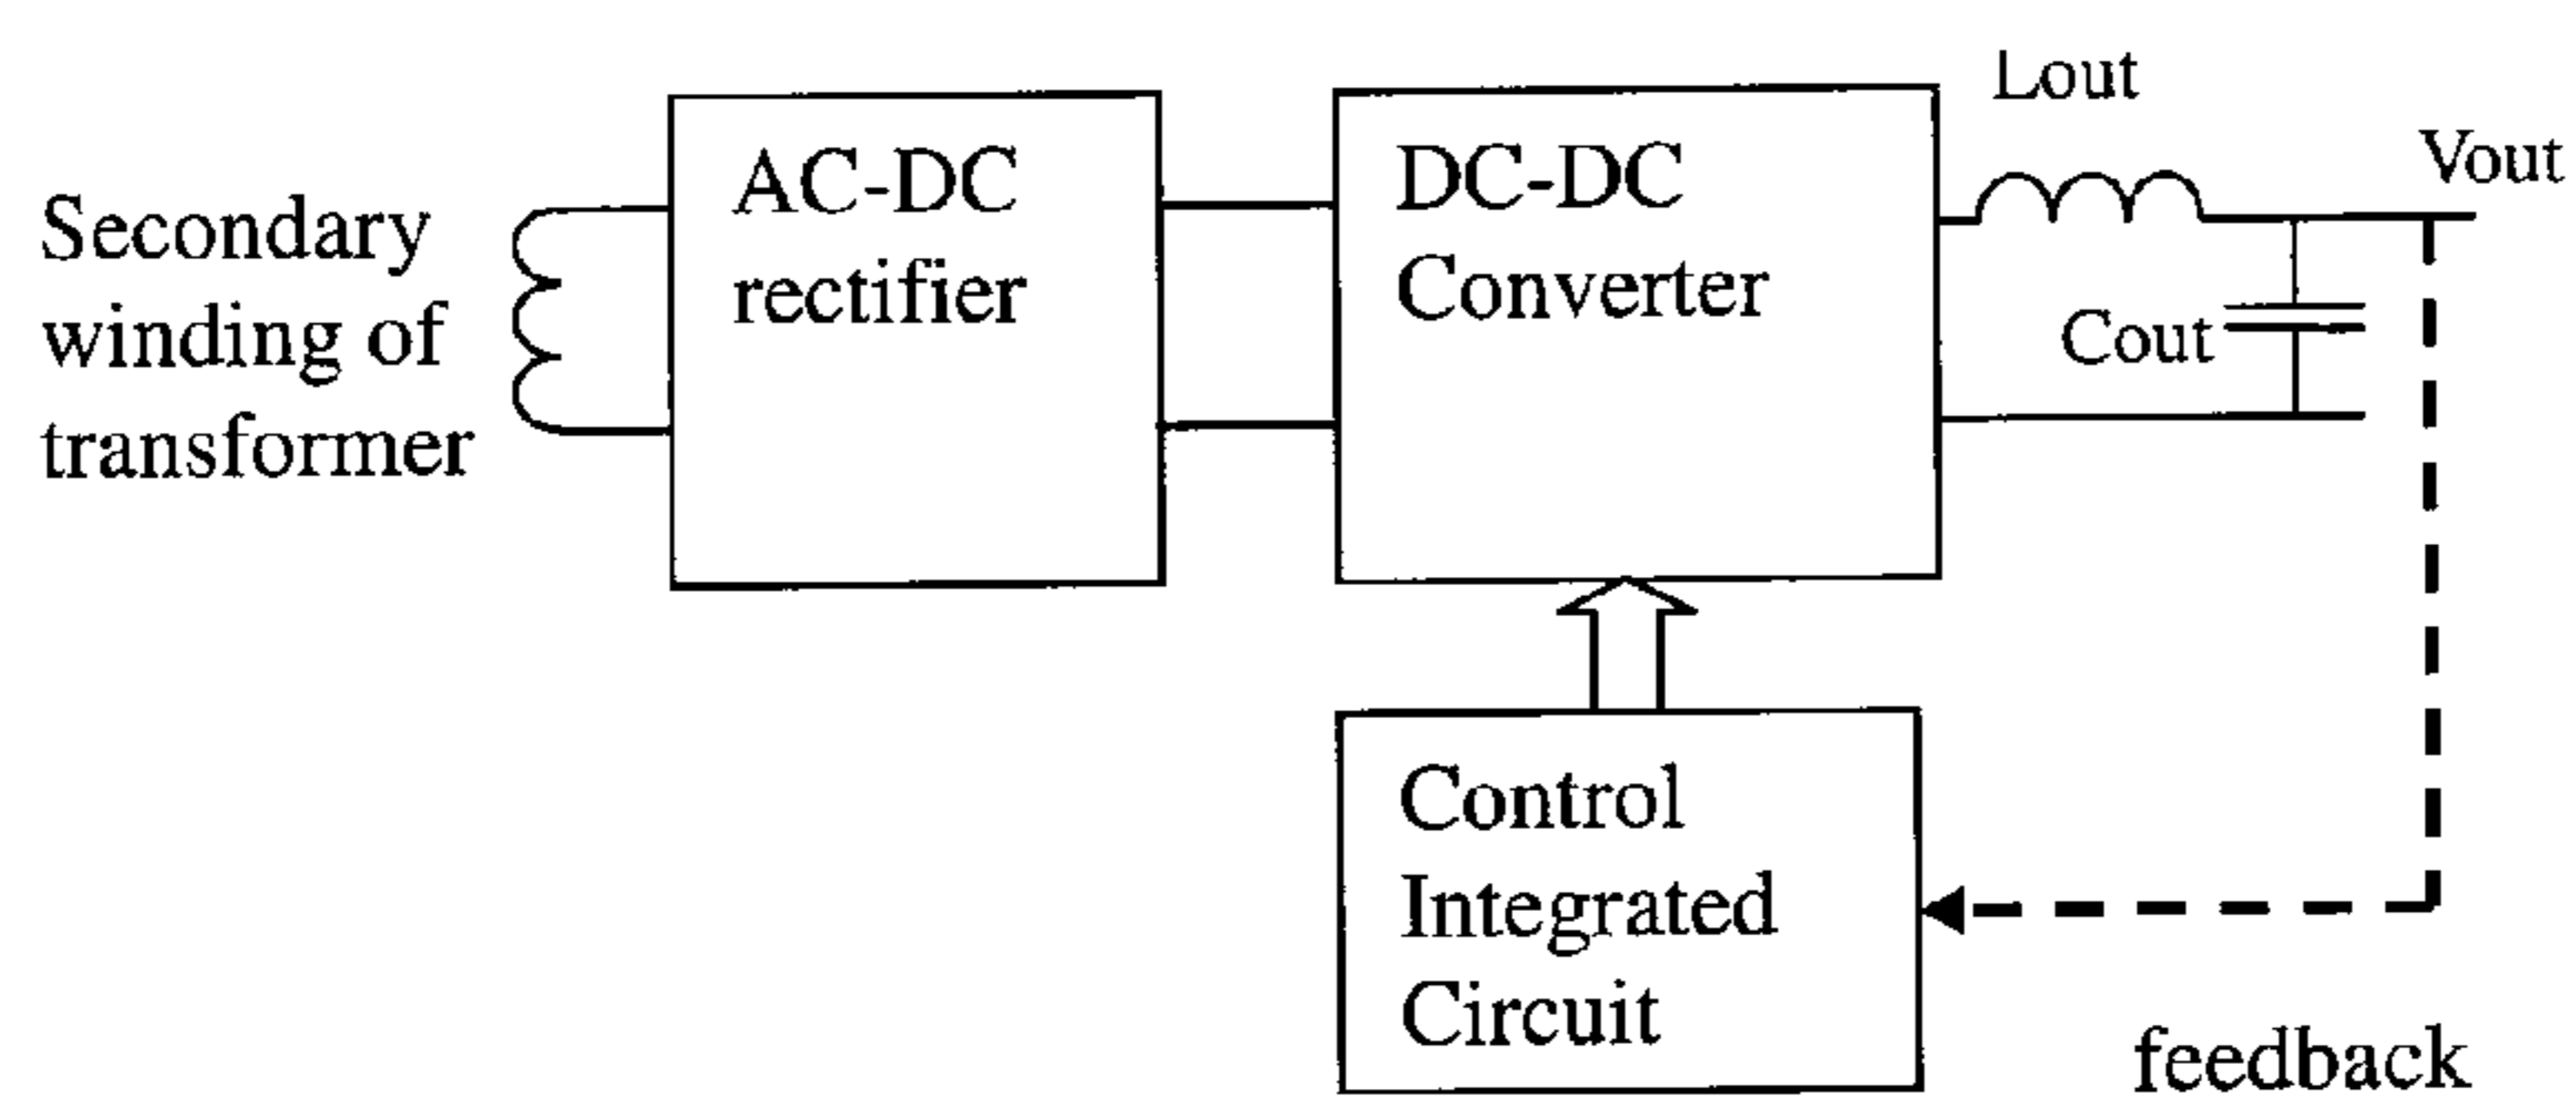 Secondary
winding of
transformer
AC-DC
rectifier
DC-DC
Converter
Lout
Vout
Cout
Control
Integrated
Circuit
feedback